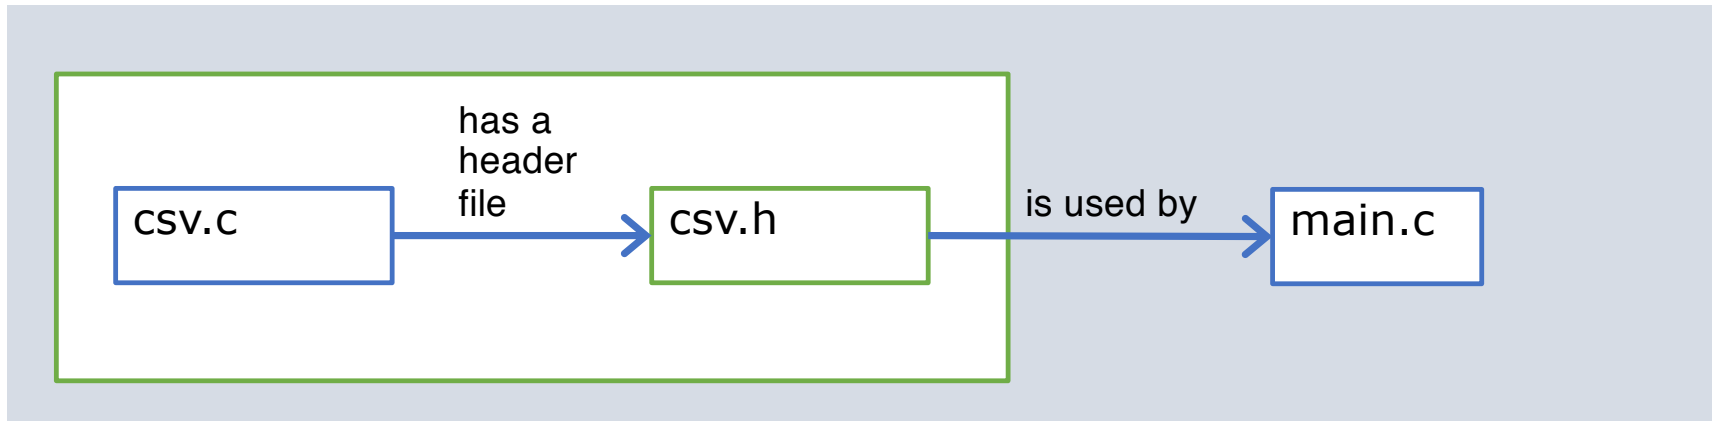 has a
header
file
csv.c
csv.h
is used by
main.c